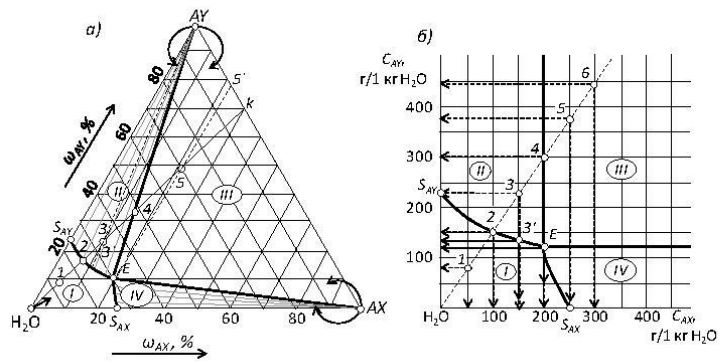 а)
AY
ω_AY, %
80
60
40
20
S'
k
S
4
3
3'
2
1
S_AY
I
II
III
IV
E
H₂O
20
S_AX
40
60
80
AX
ω_AX, %
б)
C_AY,
г/1 кг H₂O
400
300
200
100
S_AY
1
2
3
3'
4
5
6
E
I
II
III
IV
H₂O
100
200
S_AX
300
400
C_AX,
г/1 кг H₂O